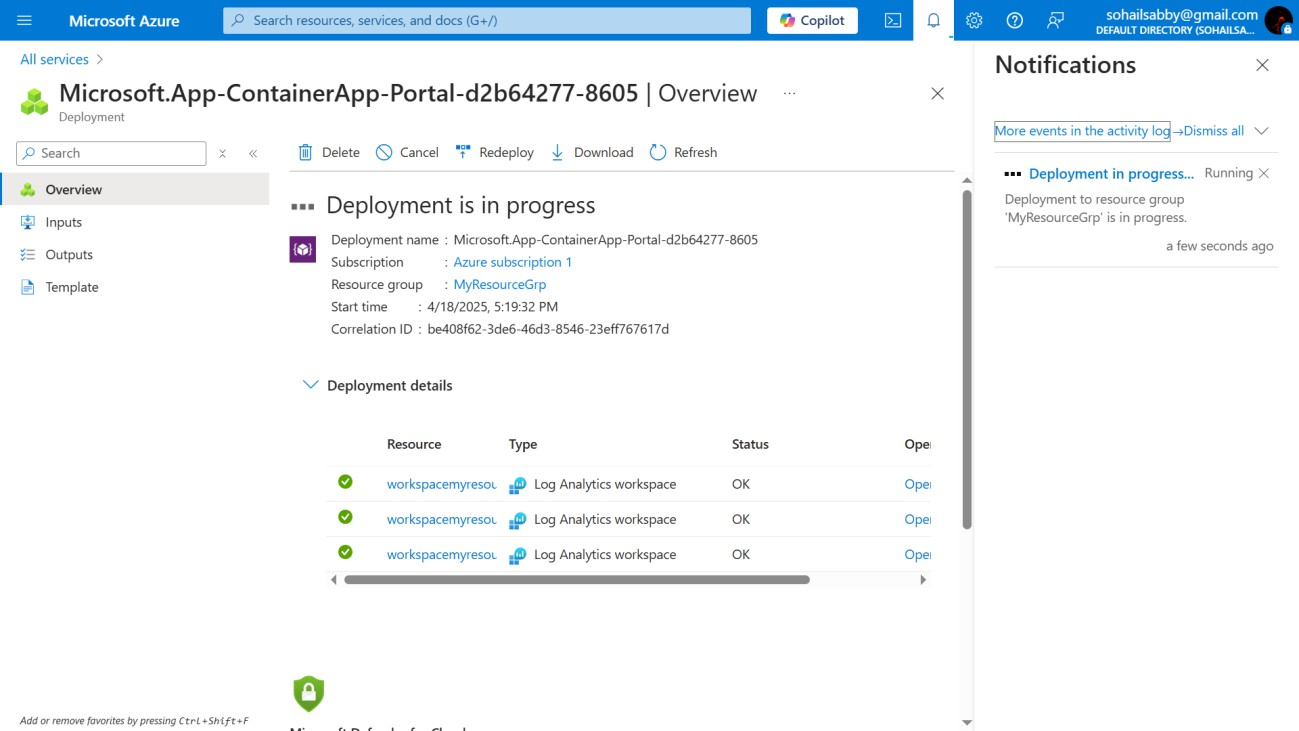 Microsoft Azure
Search resources, services, and docs (G+/)
Copilot
sohailsabby@gmail.com
DEFAULT DIRECTORY (SOHAILSA...
All services
Microsoft.App-ContainerApp-Portal-d2b64277-8605 | Overview ...
Deployment
Search
Overview
Inputs
Outputs
Template
Add or remove favorites by pressing Ctrl+Shift+F
Delete Cancel Redeploy Download Refresh
Deployment is in progress
Deployment name : Microsoft.App-ContainerApp-Portal-d2b64277-8605
Subscription : Azure subscription 1
Resource group : MyResourceGrp
Start time : 4/18/2025, 5:19:32 PM
Correlation ID : be408f62-3de6-46d3-8546-23eff767617d
Deployment details
Resource Type Status Oper
workspacemyresou Log Analytics workspace OK Oper
workspacemyresou Log Analytics workspace OK Oper
workspacemyresou Log Analytics workspace OK Oper
Notifications
More events in the activity log → Dismiss all
Deployment in progress... Running
Deployment to resource group
'MyResourceGrp' is in progress.
a few seconds ago